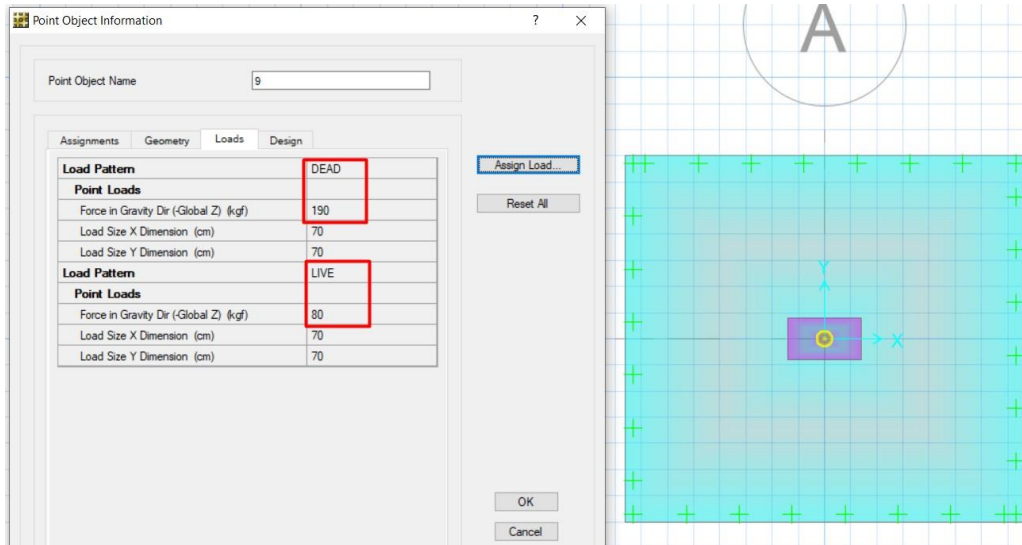 Point Object Information ? ×
Point Object Name 9
Assignments Geometry Loads Design
Load Pattern DEAD
Point Loads
Force in Gravity Dir (-Global Z) (kgf) 190
Load Size X Dimension (cm) 70
Load Size Y Dimension (cm) 70
Load Pattern LIVE
Point Loads
Force in Gravity Dir (-Global Z) (kgf) 80
Load Size X Dimension (cm) 70
Load Size Y Dimension (cm) 70
Assign Load...
Reset All
OK
Cancel
A
Y
X